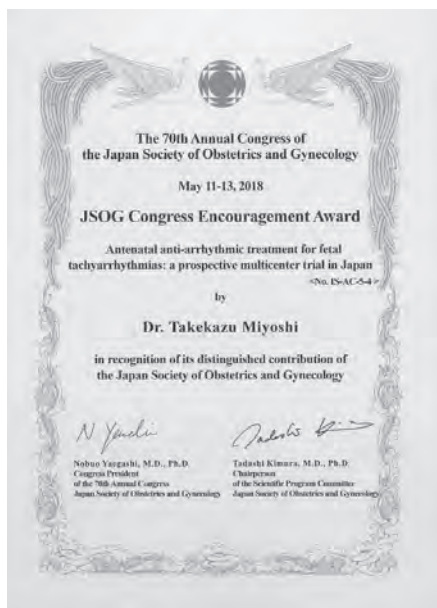 The 70th Annual Congress of
the Japan Society of Obstetrics and Gynecology
May 11-13, 2018
JSOG Congress Encouragement Award
Antenatal anti-arrhythmic treatment for fetal
tachyarrhythmias: a prospective multicenter trial in Japan
<No. IS-AC-5-4>
by
Dr. Takekazu Miyoshi
in recognition of its distinguished contribution of
the Japan Society of Obstetrics and Gynecology
Nobuo Yaegashi, M.D., Ph.D.
Congress President
of the 70th Annual Congress
Japan Society of Obstetrics and Gynecology
Tadashi Kimura, M.D., Ph.D.
Chairperson
of the Scientific Program Committee
Japan Society of Obstetrics and Gynecology